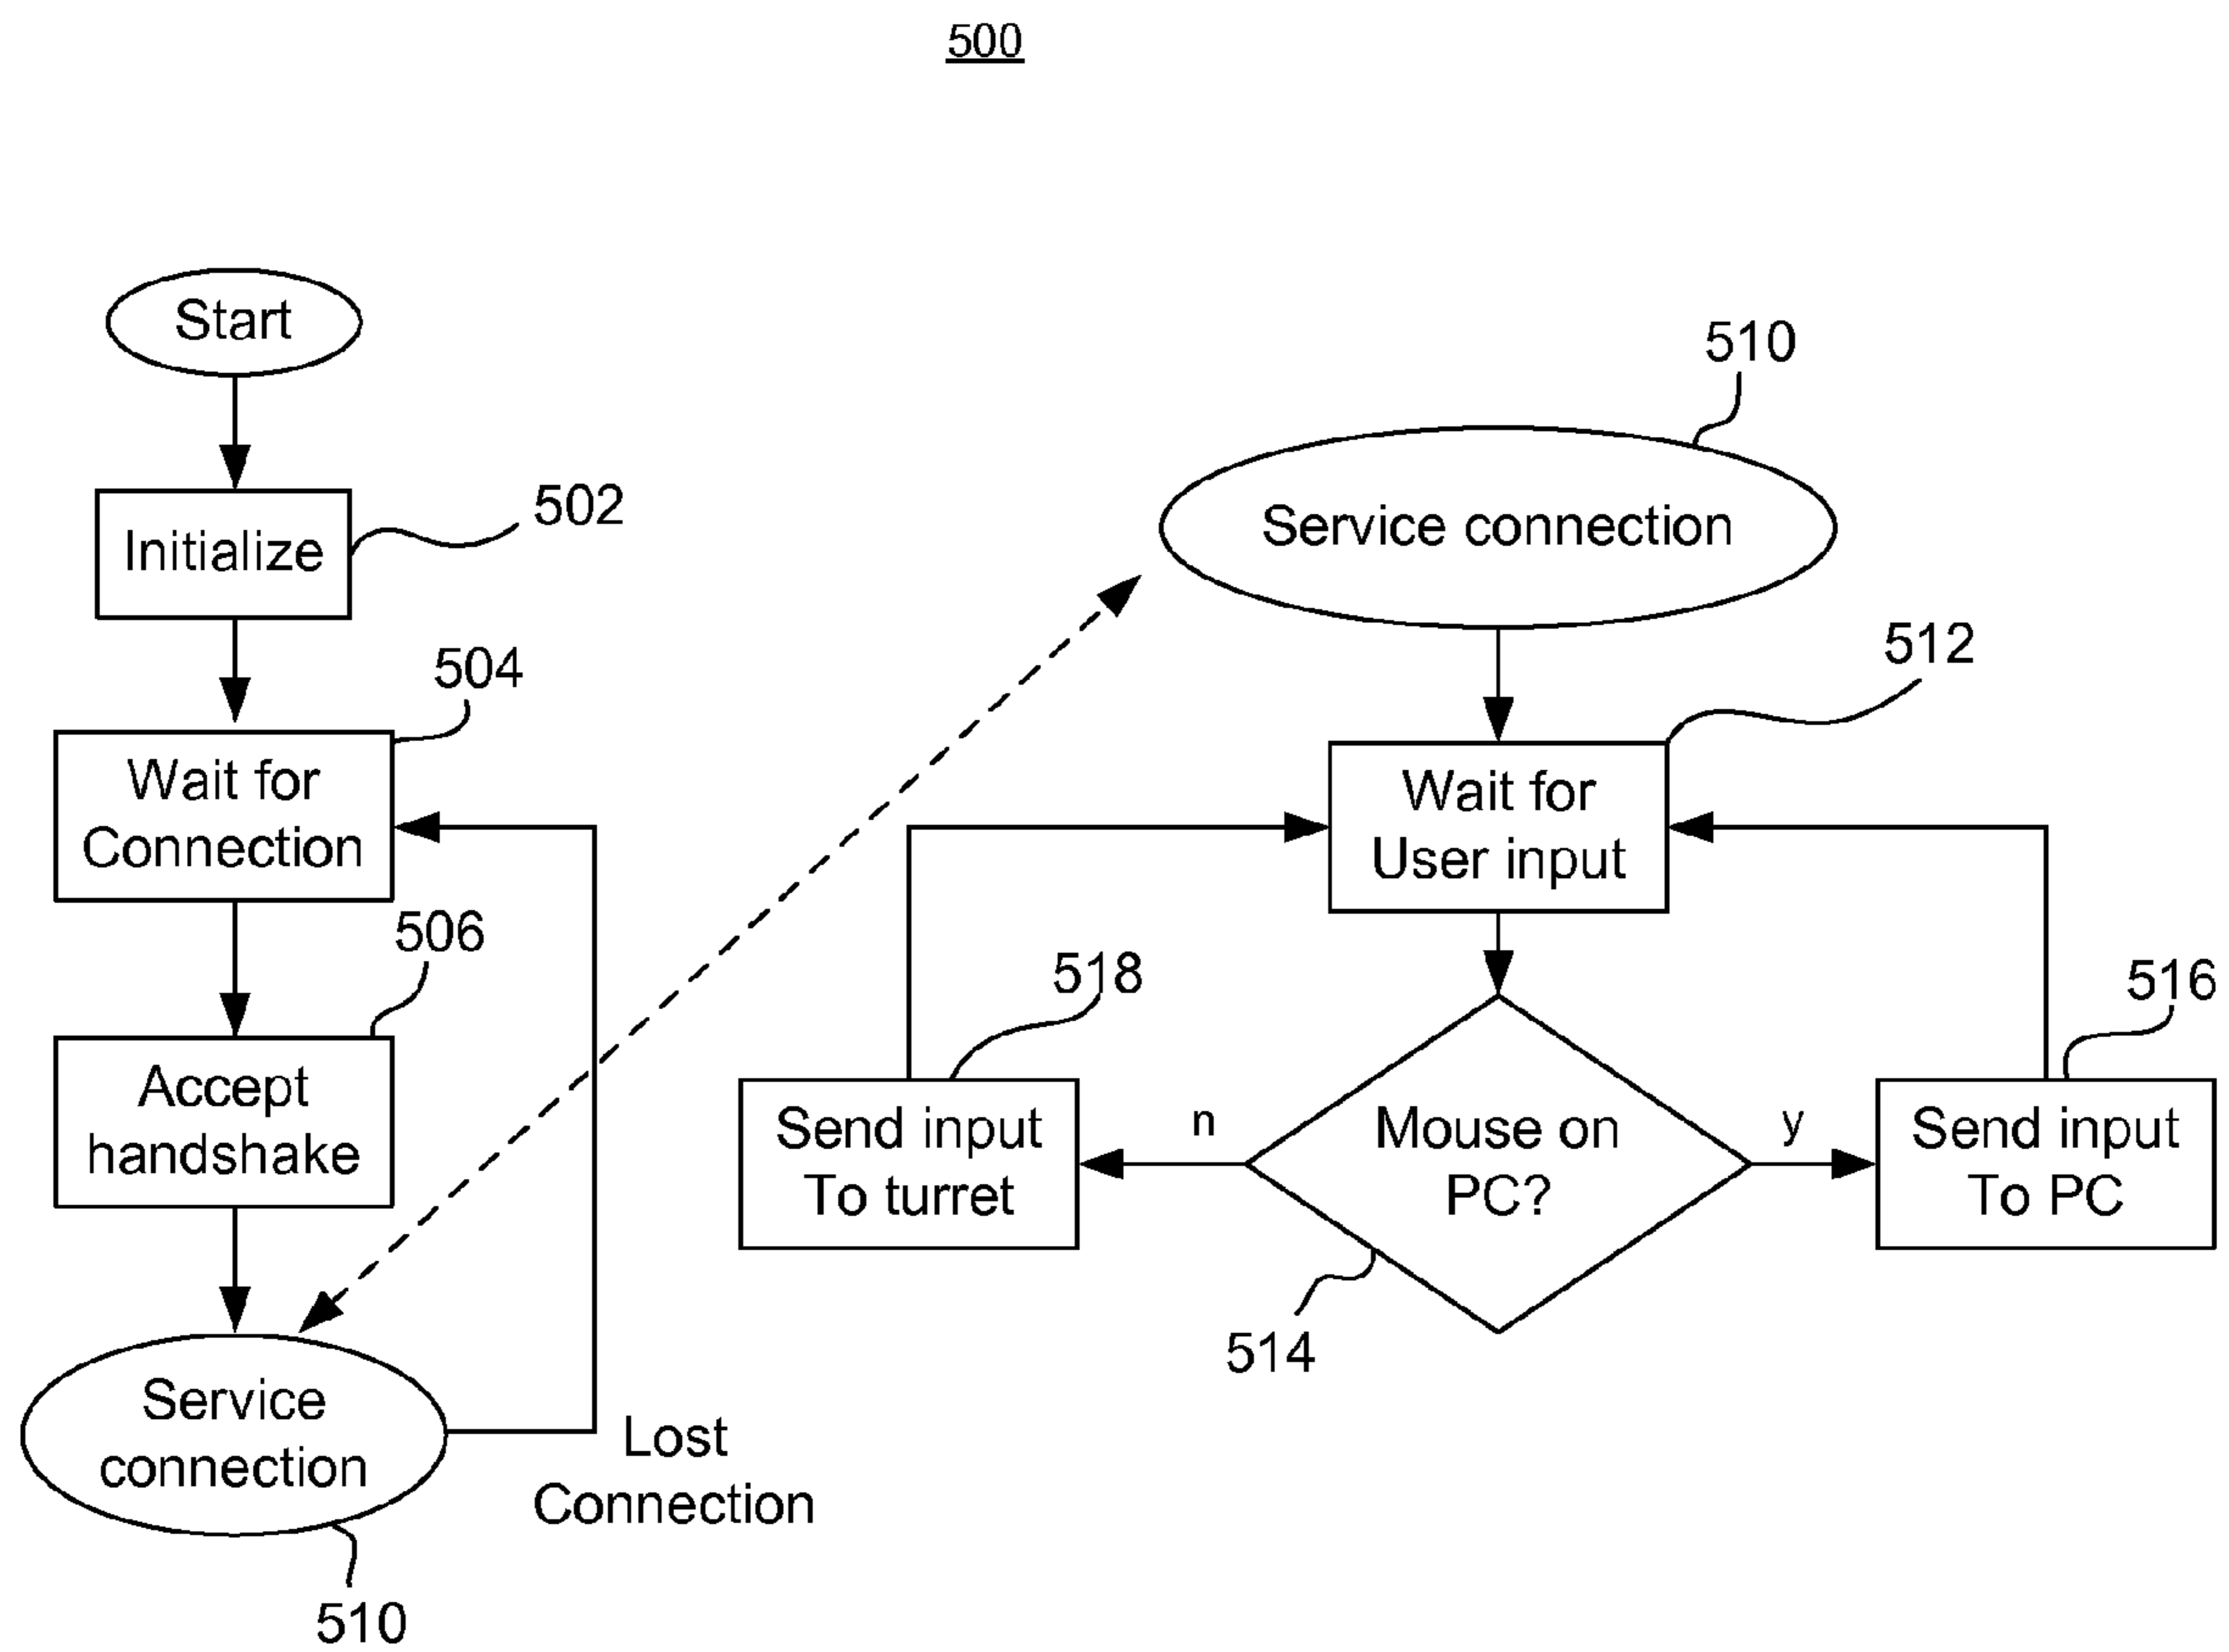 500
Start
Initialize
502
504
Wait for
Connection
506
Accept
handshake
Service
connection
Lost
Connection
510
510
Service connection
512
Wait for
User input
518
Send input
To turret
n
Mouse on
PC?
y
514
516
Send input
To PC